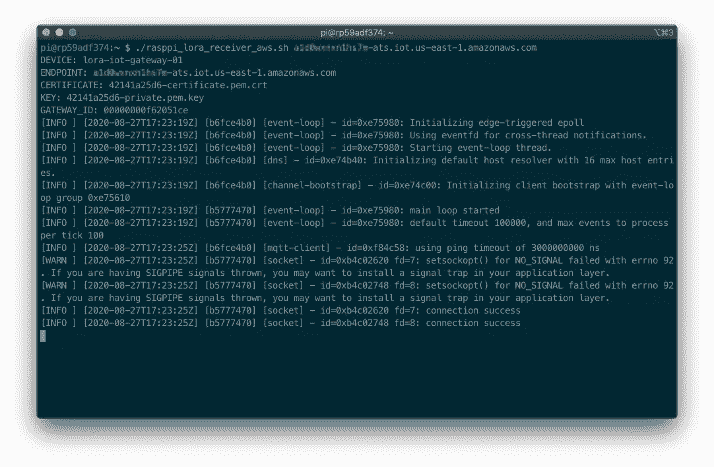 pi@rp59adf374: ~
⌥⌘3
pi@rp59adf374:~ $ ./rasppi_lora_receiver_aws.sh -ats.iot.us-east-1.amazonaws.com
DEVICE: lora-iot-gateway-01
ENDPOINT: -ats.iot.us-east-1.amazonaws.com
CERTIFICATE: 42141a25d6-certificate.pem.crt
KEY: 42141a25d6-private.pem.key
GATEWAY_ID: 00000000f62051ce
[INFO ] [2020-08-27T17:23:19Z] [b6fce4b0] [event-loop] - id=0xe75980: Initializing edge-triggered epoll
[INFO ] [2020-08-27T17:23:19Z] [b6fce4b0] [event-loop] - id=0xe75980: Using eventfd for cross-thread notifications.
[INFO ] [2020-08-27T17:23:19Z] [b6fce4b0] [event-loop] - id=0xe75980: Starting event-loop thread.
[INFO ] [2020-08-27T17:23:19Z] [b6fce4b0] [dns] - id=0xe74b40: Initializing default host resolver with 16 max host entri
es.
[INFO ] [2020-08-27T17:23:19Z] [b6fce4b0] [channel-bootstrap] - id=0xe74c00: Initializing client bootstrap with event-lo
op group 0xe75610
[INFO ] [2020-08-27T17:23:19Z] [b5777470] [event-loop] - id=0xe75980: main loop started
[INFO ] [2020-08-27T17:23:19Z] [b5777470] [event-loop] - id=0xe75980: default timeout 100000, and max events to process
per tick 100
[INFO ] [2020-08-27T17:23:25Z] [b6fce4b0] [mqtt-client] - id=0xf84c58: using ping timeout of 3000000000 ns
[WARN ] [2020-08-27T17:23:25Z] [b5777470] [socket] - id=0xb4c02620 fd=7: setsockopt() for NO_SIGNAL failed with errno 92
. If you are having SIGPIPE signals thrown, you may want to install a signal trap in your application layer.
[WARN ] [2020-08-27T17:23:25Z] [b5777470] [socket] - id=0xb4c02748 fd=8: setsockopt() for NO_SIGNAL failed with errno 92
. If you are having SIGPIPE signals thrown, you may want to install a signal trap in your application layer.
[INFO ] [2020-08-27T17:23:25Z] [b5777470] [socket] - id=0xb4c02620 fd=7: connection success
[INFO ] [2020-08-27T17:23:25Z] [b5777470] [socket] - id=0xb4c02748 fd=8: connection success